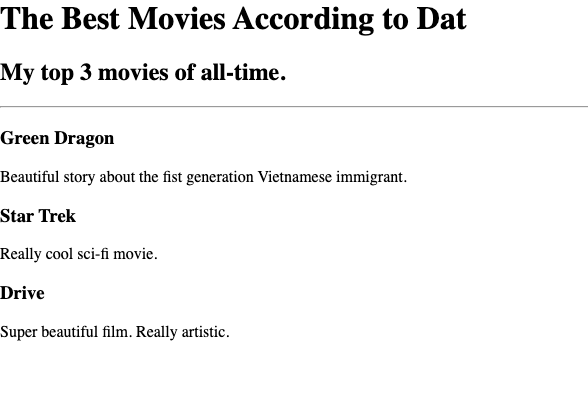 The Best Movies According to Dat
My top 3 movies of all-time.
Green Dragon
Beautiful story about the fist generation Vietnamese immigrant.
Star Trek
Really cool sci-fi movie.
Drive
Super beautiful film. Really artistic.